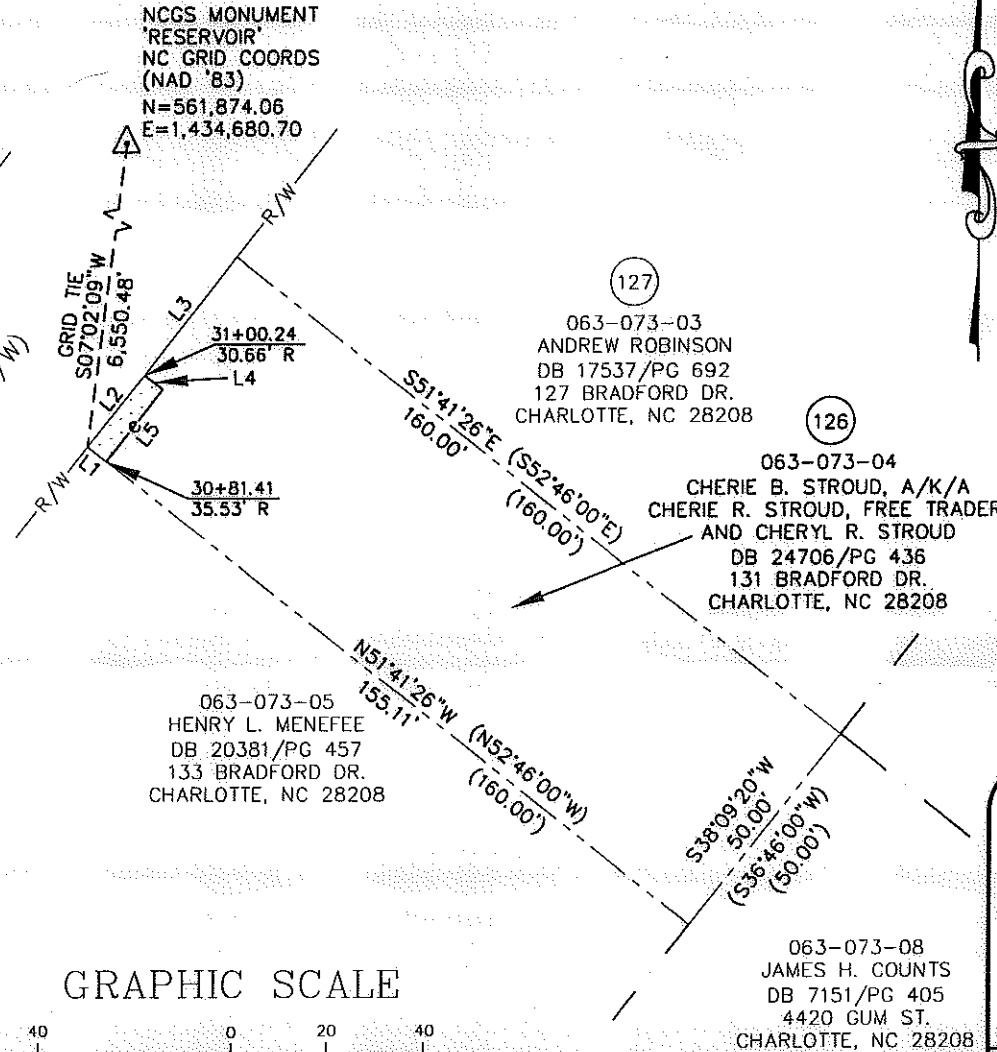 NCGS MONUMENT
'RESERVOIR'
NC GRID COORDS
(NAD '83)
N=561,874.06
E=1,434,680.70
R/W
GRID TIE
S07°02'09"W
6,550.48'
L3
L2
31+00.24
30.66' R
L4
L5
L1
R/W
30+81.41
35.53' R
/W)
127
063-073-03
ANDREW ROBINSON
DB 17537/PG 692
127 BRADFORD DR.
CHARLOTTE, NC 28208
S51°41'26"E (S52°46'00"E)
160.00' (160.00')
126
063-073-04
CHERIE B. STROUD, A/K/A
CHERIE R. STROUD, FREE TRADER
AND CHERYL R. STROUD
DB 24706/PG 436
131 BRADFORD DR.
CHARLOTTE, NC 28208
N51°41'26"W (N52°46'00"W)
155.11' (160.00')
063-073-05
HENRY L. MENEFEE
DB 20381/PG 457
133 BRADFORD DR.
CHARLOTTE, NC 28208
S38°09'20"W
50.00'
(S36°46'00"W)
(50.00')
063-073-08
JAMES H. COUNTS
DB 7151/PG 405
4420 GUM ST.
CHARLOTTE, NC 28208
GRAPHIC SCALE
40 0 20 40